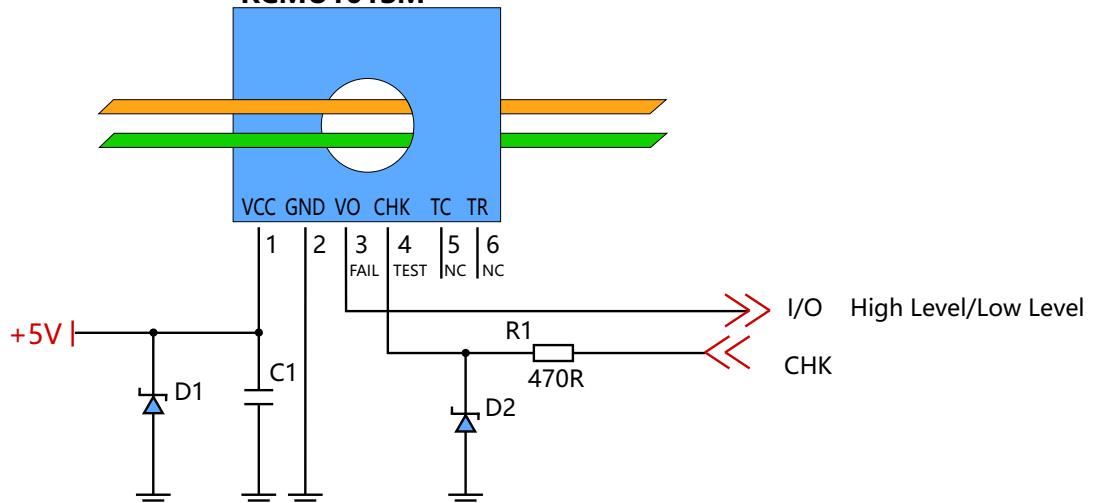 VCC GND VO CHK TC TR
1 2 3 4 5 6
FAIL TEST NC NC
I/O High Level/Low Level
+5V
R1
CHK
C1
470R
D1
D2